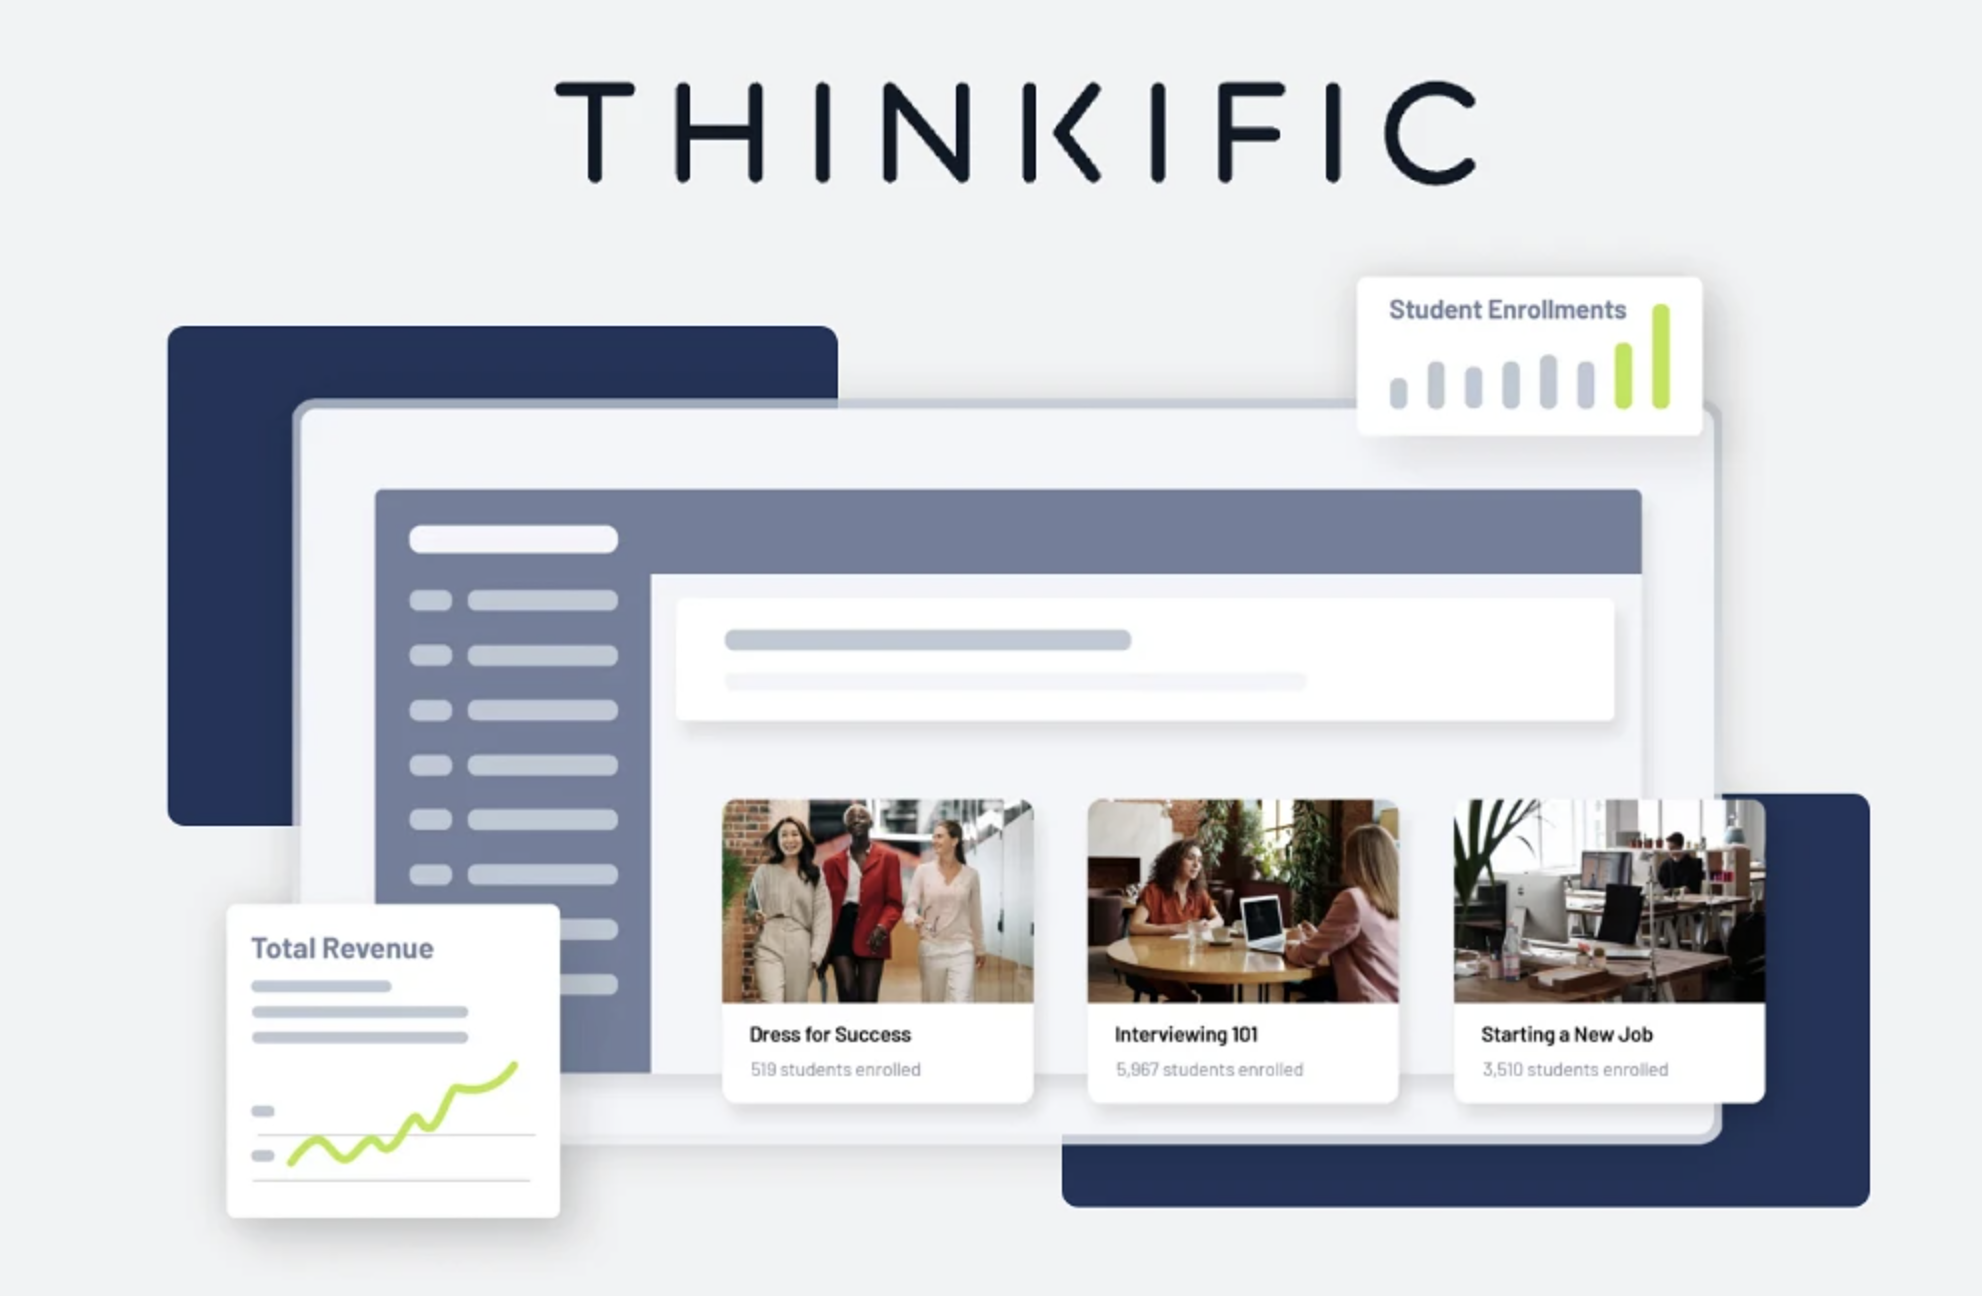 THINKIFIC
Student Enrollments
Total Revenue
Dress for Success
519 students enrolled
Interviewing 101
5,967 students enrolled
Starting a New Job
3,510 students enrolled